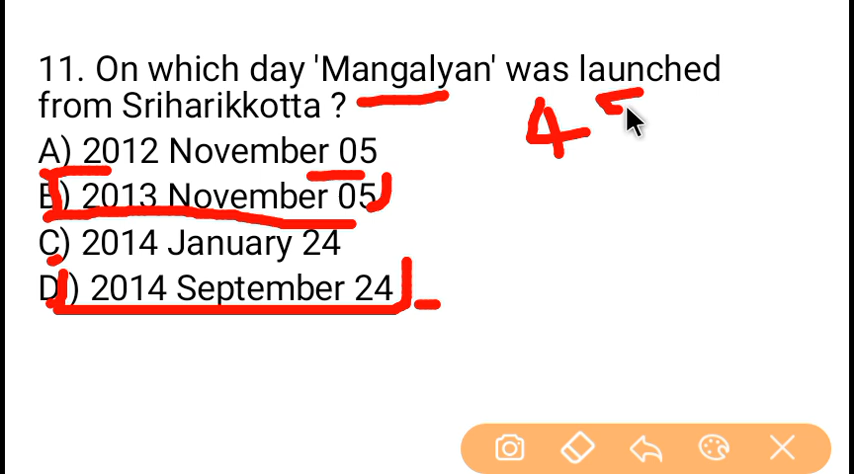 11. On which day 'Mangalyan' was launched
from Sriharikkotta ?
4 5
A) 2012 November 05
B) 2013 November 05
C) 2014 January 24
D) 2014 September 24